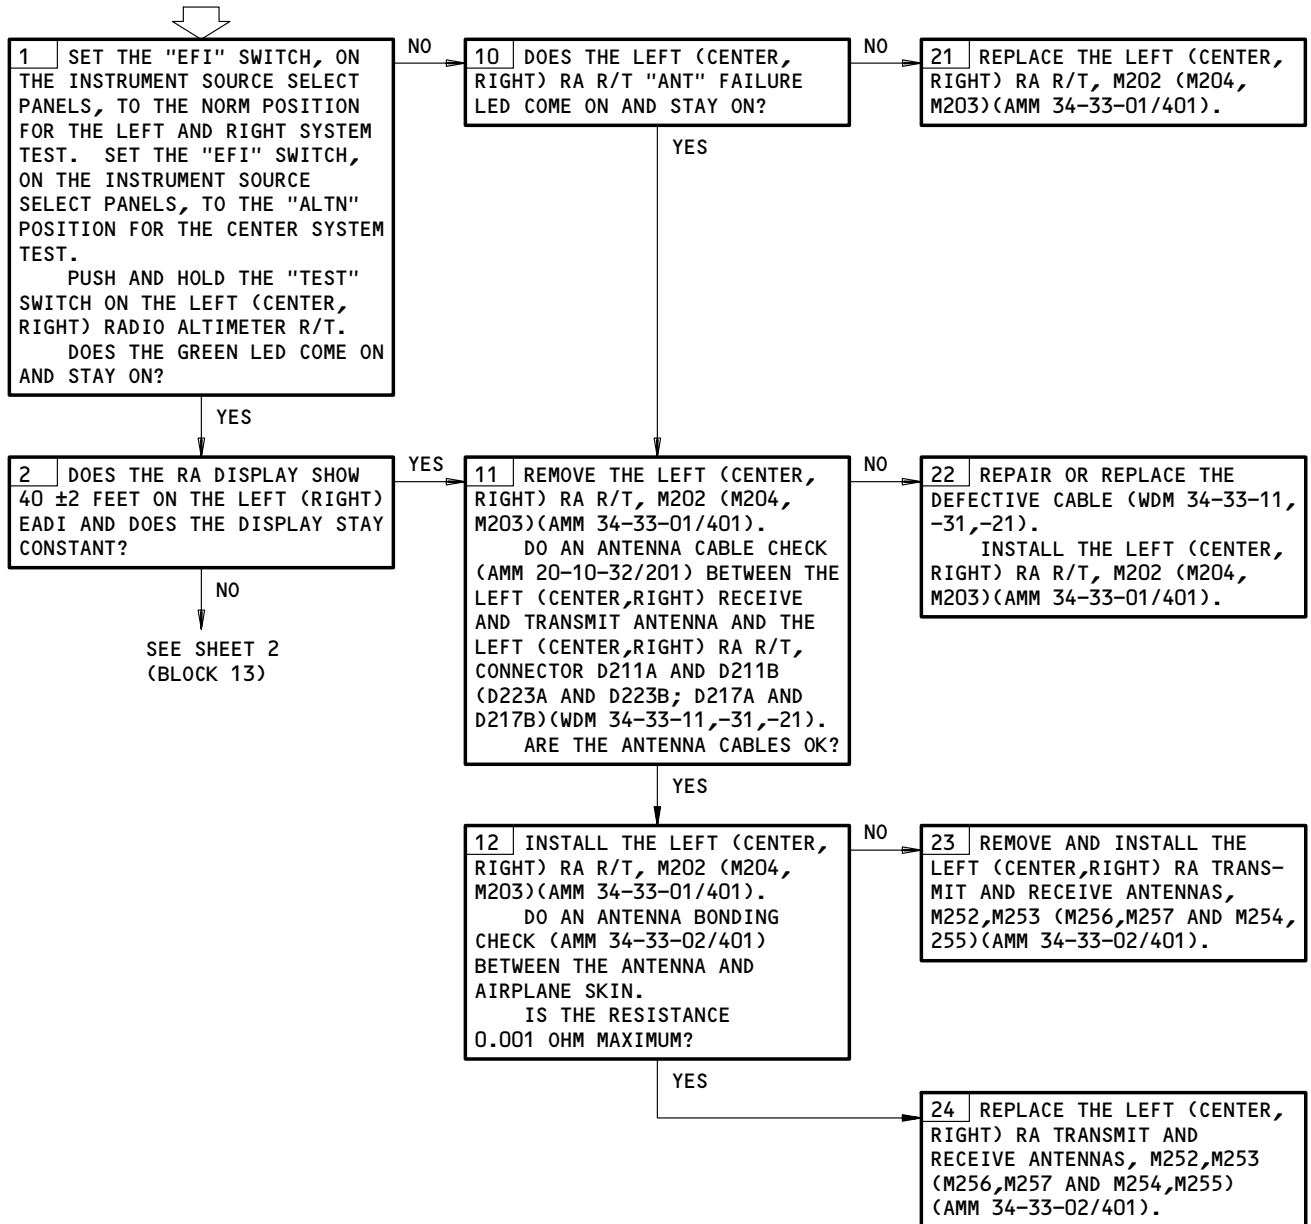 1 SET THE "EFI" SWITCH, ON
THE INSTRUMENT SOURCE SELECT
PANELS, TO THE NORM POSITION
FOR THE LEFT AND RIGHT SYSTEM
TEST. SET THE "EFI" SWITCH,
ON THE INSTRUMENT SOURCE
SELECT PANELS, TO THE "ALTN"
POSITION FOR THE CENTER SYSTEM
TEST.
PUSH AND HOLD THE "TEST"
SWITCH ON THE LEFT (CENTER,
RIGHT) RADIO ALTIMETER R/T.
DOES THE GREEN LED COME ON
AND STAY ON?
NO
10 DOES THE LEFT (CENTER,
RIGHT) RA R/T "ANT" FAILURE
LED COME ON AND STAY ON?
NO
21 REPLACE THE LEFT (CENTER,
RIGHT) RA R/T, M202 (M204,
M203)(AMM 34-33-01/401).
YES
YES
2 DOES THE RA DISPLAY SHOW
40 ±2 FEET ON THE LEFT (RIGHT)
EADI AND DOES THE DISPLAY STAY
CONSTANT?
YES
NO
SEE SHEET 2
(BLOCK 13)
11 REMOVE THE LEFT (CENTER,
RIGHT) RA R/T, M202 (M204,
M203)(AMM 34-33-01/401).
DO AN ANTENNA CABLE CHECK
(AMM 20-10-32/201) BETWEEN THE
LEFT (CENTER,RIGHT) RECEIVE
AND TRANSMIT ANTENNA AND THE
LEFT (CENTER,RIGHT) RA R/T,
CONNECTOR D211A AND D211B
(D223A AND D223B; D217A AND
D217B)(WDM 34-33-11,-31,-21).
ARE THE ANTENNA CABLES OK?
NO
22 REPAIR OR REPLACE THE
DEFECTIVE CABLE (WDM 34-33-11,
-31,-21).
INSTALL THE LEFT (CENTER,
RIGHT) RA R/T, M202 (M204,
M203)(AMM 34-33-01/401).
YES
12 INSTALL THE LEFT (CENTER,
RIGHT) RA R/T, M202 (M204,
M203)(AMM 34-33-01/401).
DO AN ANTENNA BONDING
CHECK (AMM 34-33-02/401)
BETWEEN THE ANTENNA AND
AIRPLANE SKIN.
IS THE RESISTANCE
0.001 OHM MAXIMUM?
NO
23 REMOVE AND INSTALL THE
LEFT (CENTER,RIGHT) RA TRANS-
MIT AND RECEIVE ANTENNAS,
M252,M253 (M256,M257 AND M254,
255)(AMM 34-33-02/401).
YES
24 REPLACE THE LEFT (CENTER,
RIGHT) RA TRANSMIT AND
RECEIVE ANTENNAS, M252,M253
(M256,M257 AND M254,M255)
(AMM 34-33-02/401).